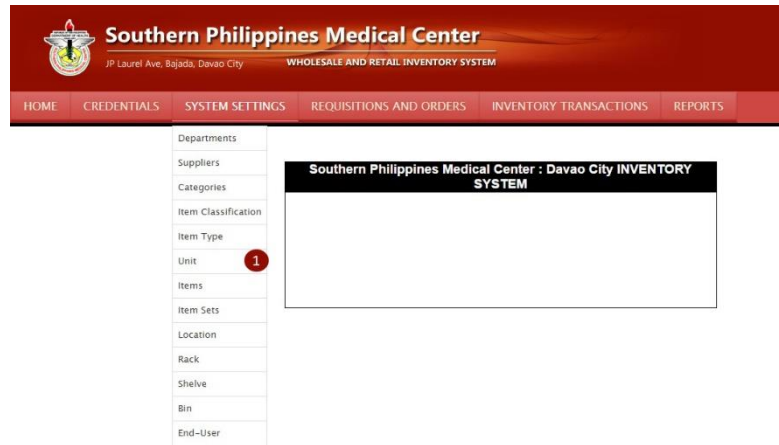 Southern Philippines Medical Center
JP Laurel Ave, Bajada, Davao City
WHOLESALE AND RETAIL INVENTORY SYSTEM
HOME CREDENTIALS SYSTEM SETTINGS REQUISITIONS AND ORDERS INVENTORY TRANSACTIONS REPORTS
Departments
Suppliers
Categories
Item Classification
Item Type
Unit 1
Items
Item Sets
Location
Rack
Shelve
Bin
End-User
Southern Philippines Medical Center : Davao City INVENTORY
SYSTEM